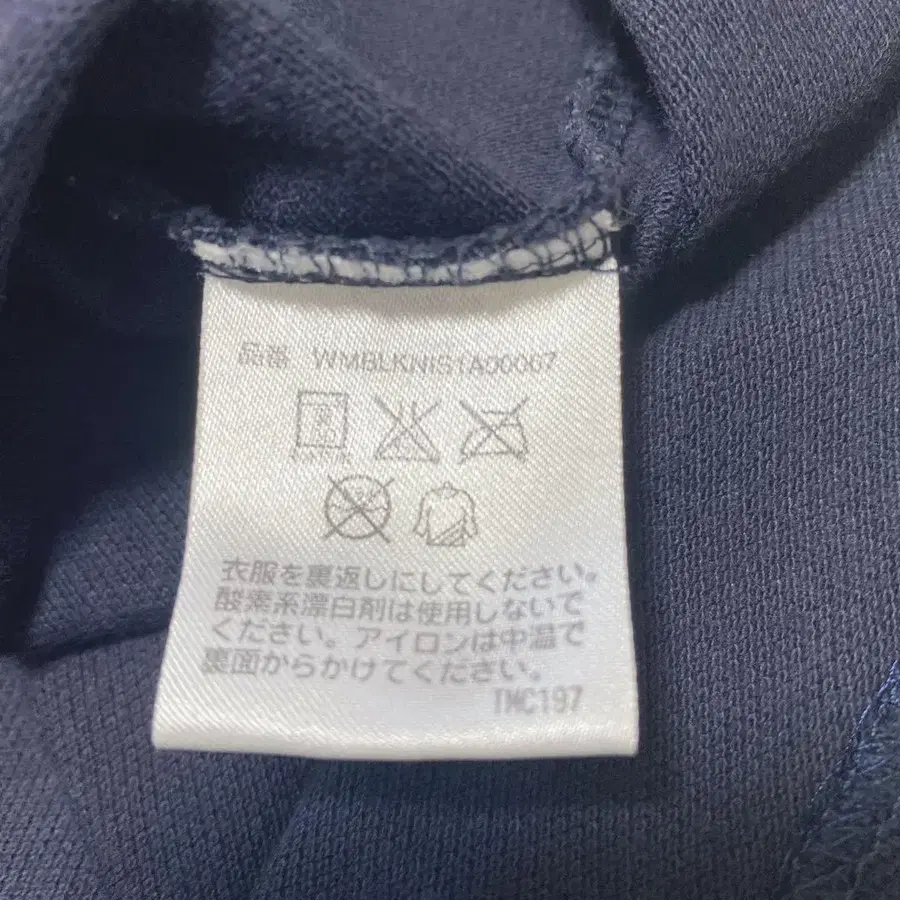 品番 WMBLKNIS1A00067
衣服を裏返しにしてください。
酸素系漂白剤は使用しないで
ください。アイロンは中温で
裏面からかけてください。
TMC197